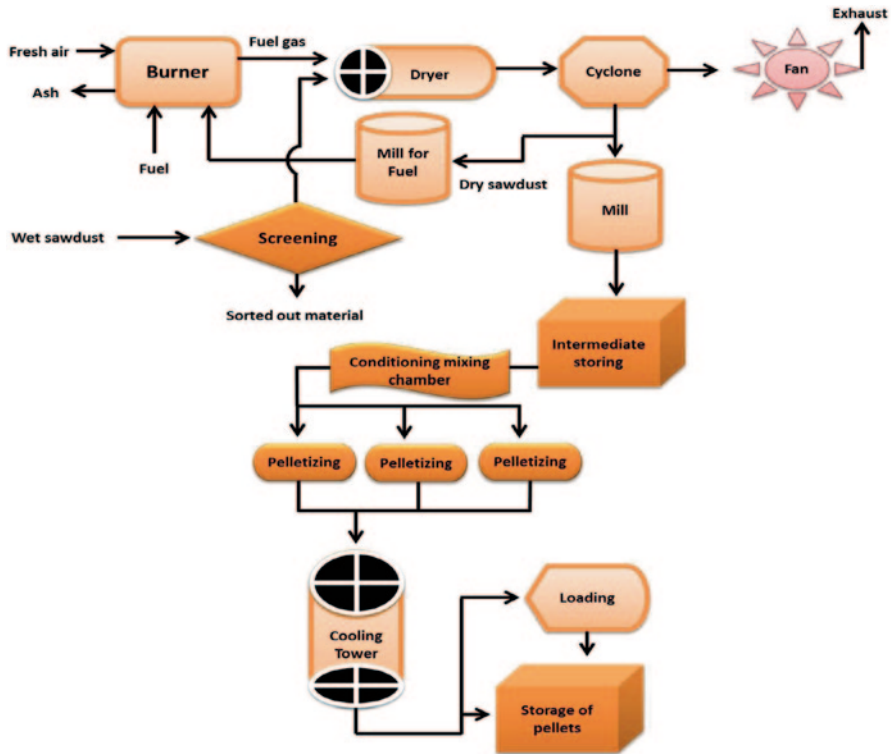 Exhaust
Fresh air
Burner
Ash
Fuel gas
Dryer
Cyclone
Fan
Fuel
Mill for
Fuel
Dry sawdust
Mill
Wet sawdust
Screening
Sorted out material
Intermediate
storing
Conditioning mixing
chamber
Pelletizing
Pelletizing
Pelletizing
Cooling
Tower
Loading
Storage of
pellets